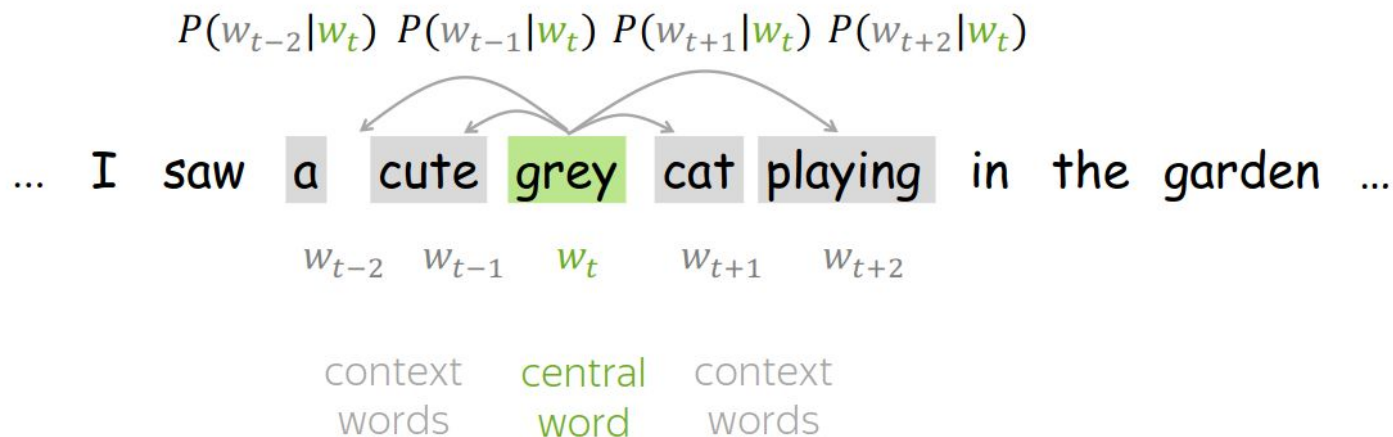 P(w_{t−2}|w_t) P(w_{t−1}|w_t) P(w_{t+1}|w_t) P(w_{t+2}|w_t)
... I saw a cute grey cat playing in the garden ...
w_{t−2} w_{t−1} w_t w_{t+1} w_{t+2}
context central context
words word words